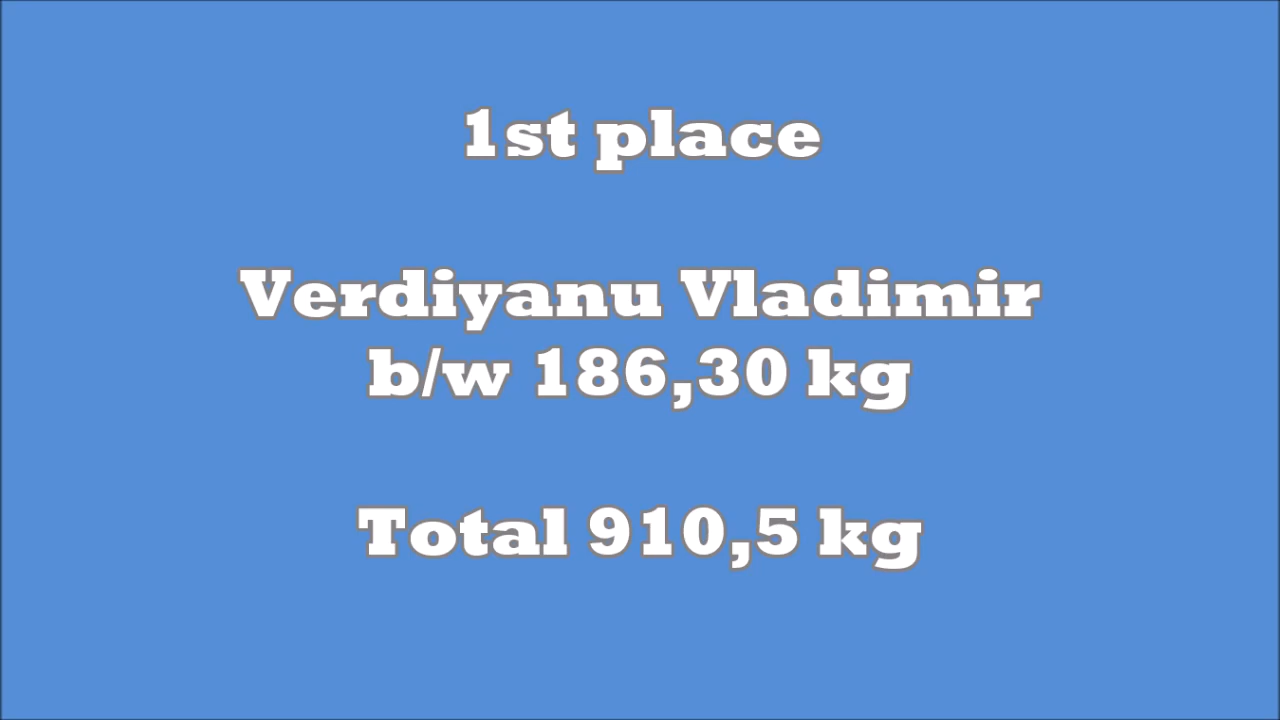 1st place
Verdiyanu Vladimir
b/w 186,30 kg
Total 910,5 kg